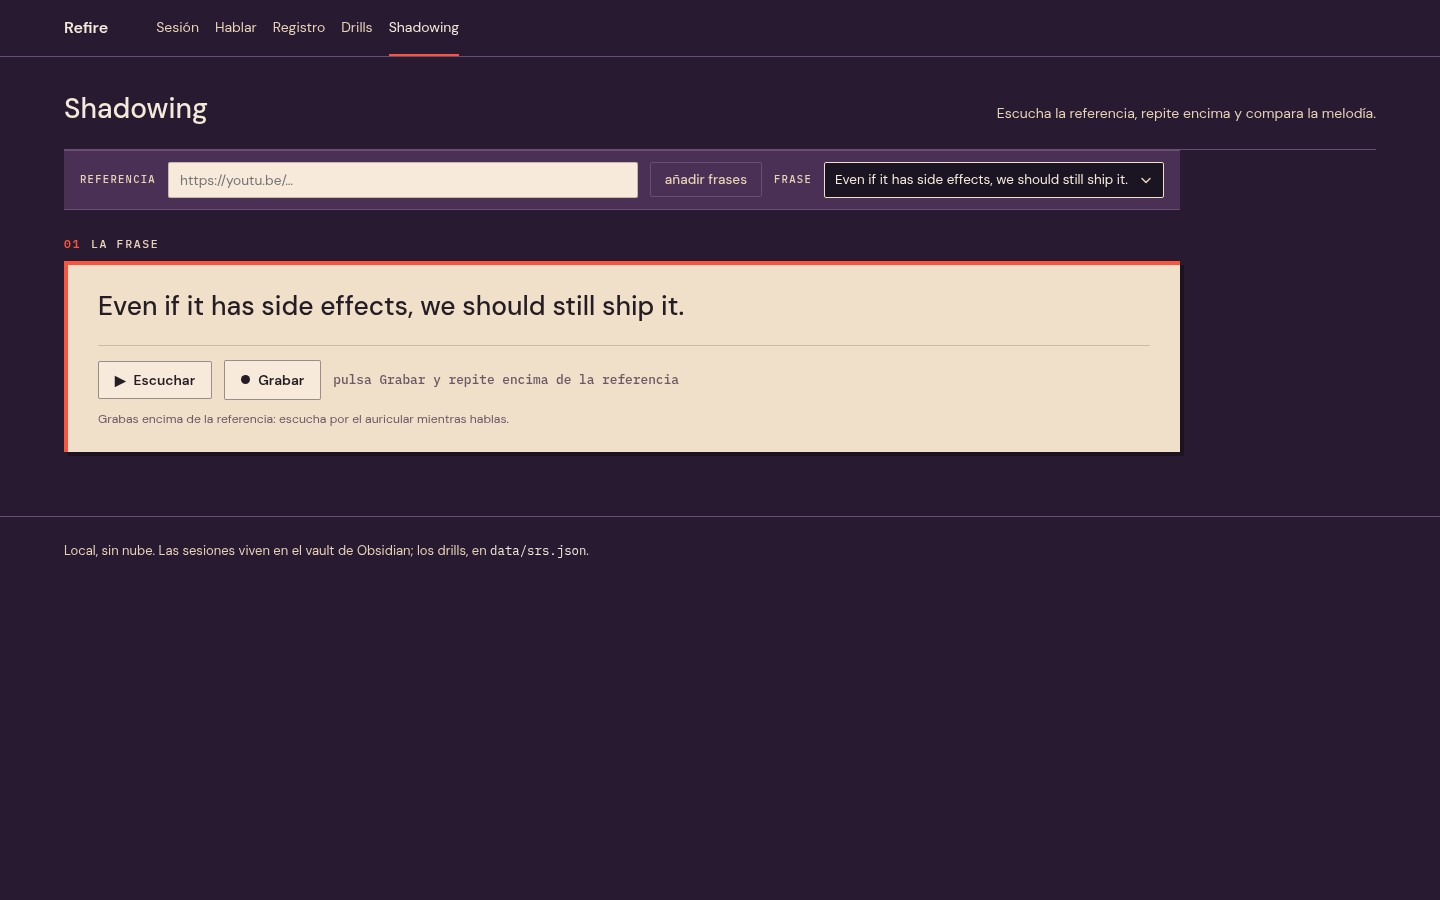 Refire Sesión Hablar Registro Drills Shadowing
Shadowing
Escucha la referencia, repite encima y compara la melodía.
REFERENCIA https://youtu.be/... añadir frases FRASE Even if it has side effects, we should still ship it.
01 LA FRASE
Even if it has side effects, we should still ship it.
▶ Escuchar ● Grabar pulsa Grabar y repite encima de la referencia
Grabas encima de la referencia: escucha por el auricular mientras hablas.
Local, sin nube. Las sesiones viven en el vault de Obsidian; los drills, en data/srs.json.